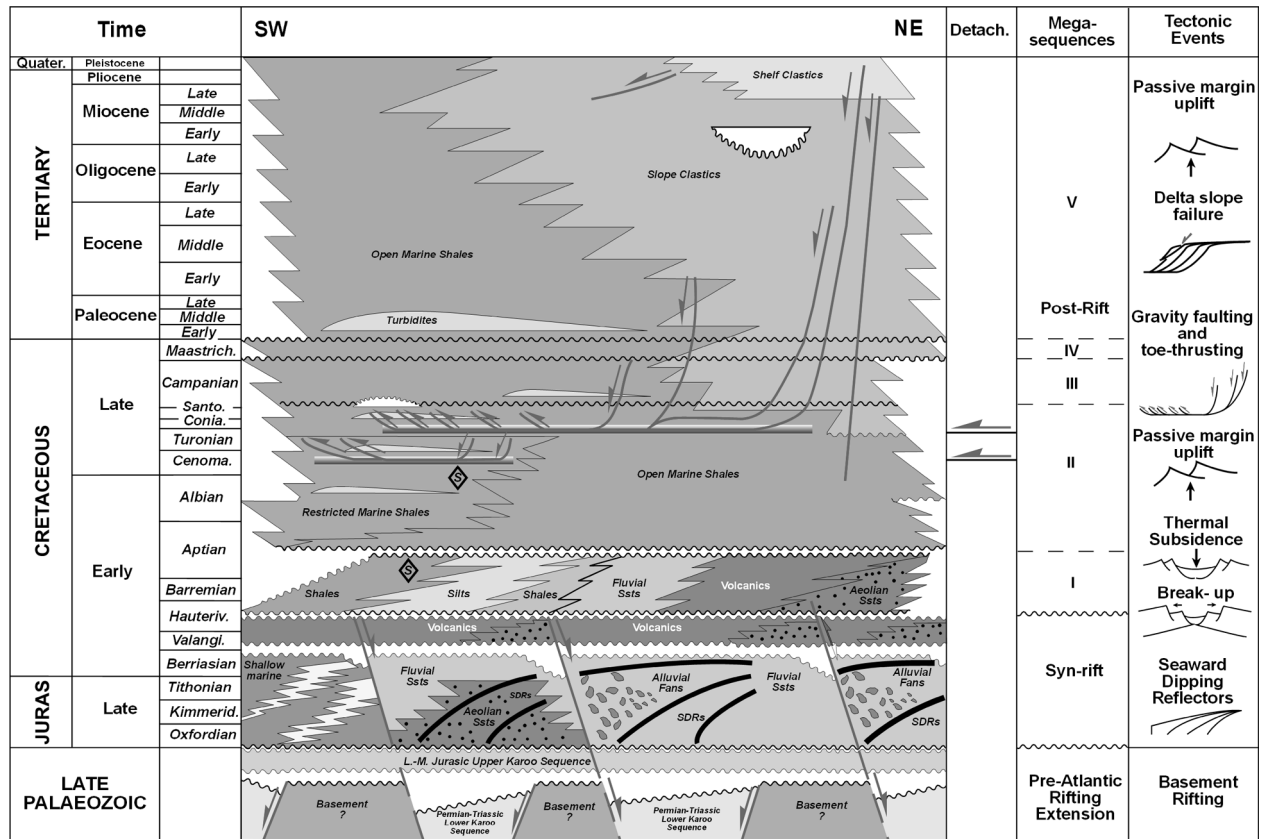 Time
SW
NE
Detach.
Mega-
sequences
Tectonic
Events
Quater.
Pleistocene
Pliocene
TERTIARY
Miocene
Late
Middle
Early
Oligocene
Late
Early
Eocene
Late
Middle
Early
Paleocene
Late
Middle
Early
CRETACEOUS
Late
Maastrich.
Campanian
Santo.
Conia.
Turonian
Cenoma.
Early
Albian
Aptian
Barremian
Hauteriv.
Valangi.
Berriasian
JURAS
Late
Tithonian
Kimmerid.
Oxfordian
LATE
PALAEOZOIC
Shelf Clastics
Slope Clastics
Open Marine Shales
Turbidites
Open Marine Shales
S
Restricted Marine Shales
S
Shales
Silts
Shales
Fluvial
Ssts
Volcanics
Aeolian
Ssts
Volcanics
Volcanics
Shallow
marine
Fluvial
Ssts
SDRs
Aeolian
Ssts
Alluvial
Fans
SDRs
Fluvial
Ssts
Alluvial
Fans
SDRs
L.-M. Jurasic Upper Karoo Sequence
Basement
?
Permian-Triassic
Lower Karoo
Sequence
Basement
?
Permian-Triassic
Lower Karoo
Sequence
Basement
?
V
Post-Rift
IV
III
II
I
Syn-rift
Pre-Atlantic
Rifting
Extension
Passive margin
uplift
Delta slope
failure
Gravity faulting
and
toe-thrusting
Passive margin
uplift
Thermal
Subsidence
Break- up
Seaward
Dipping
Reflectors
Basement
Rifting